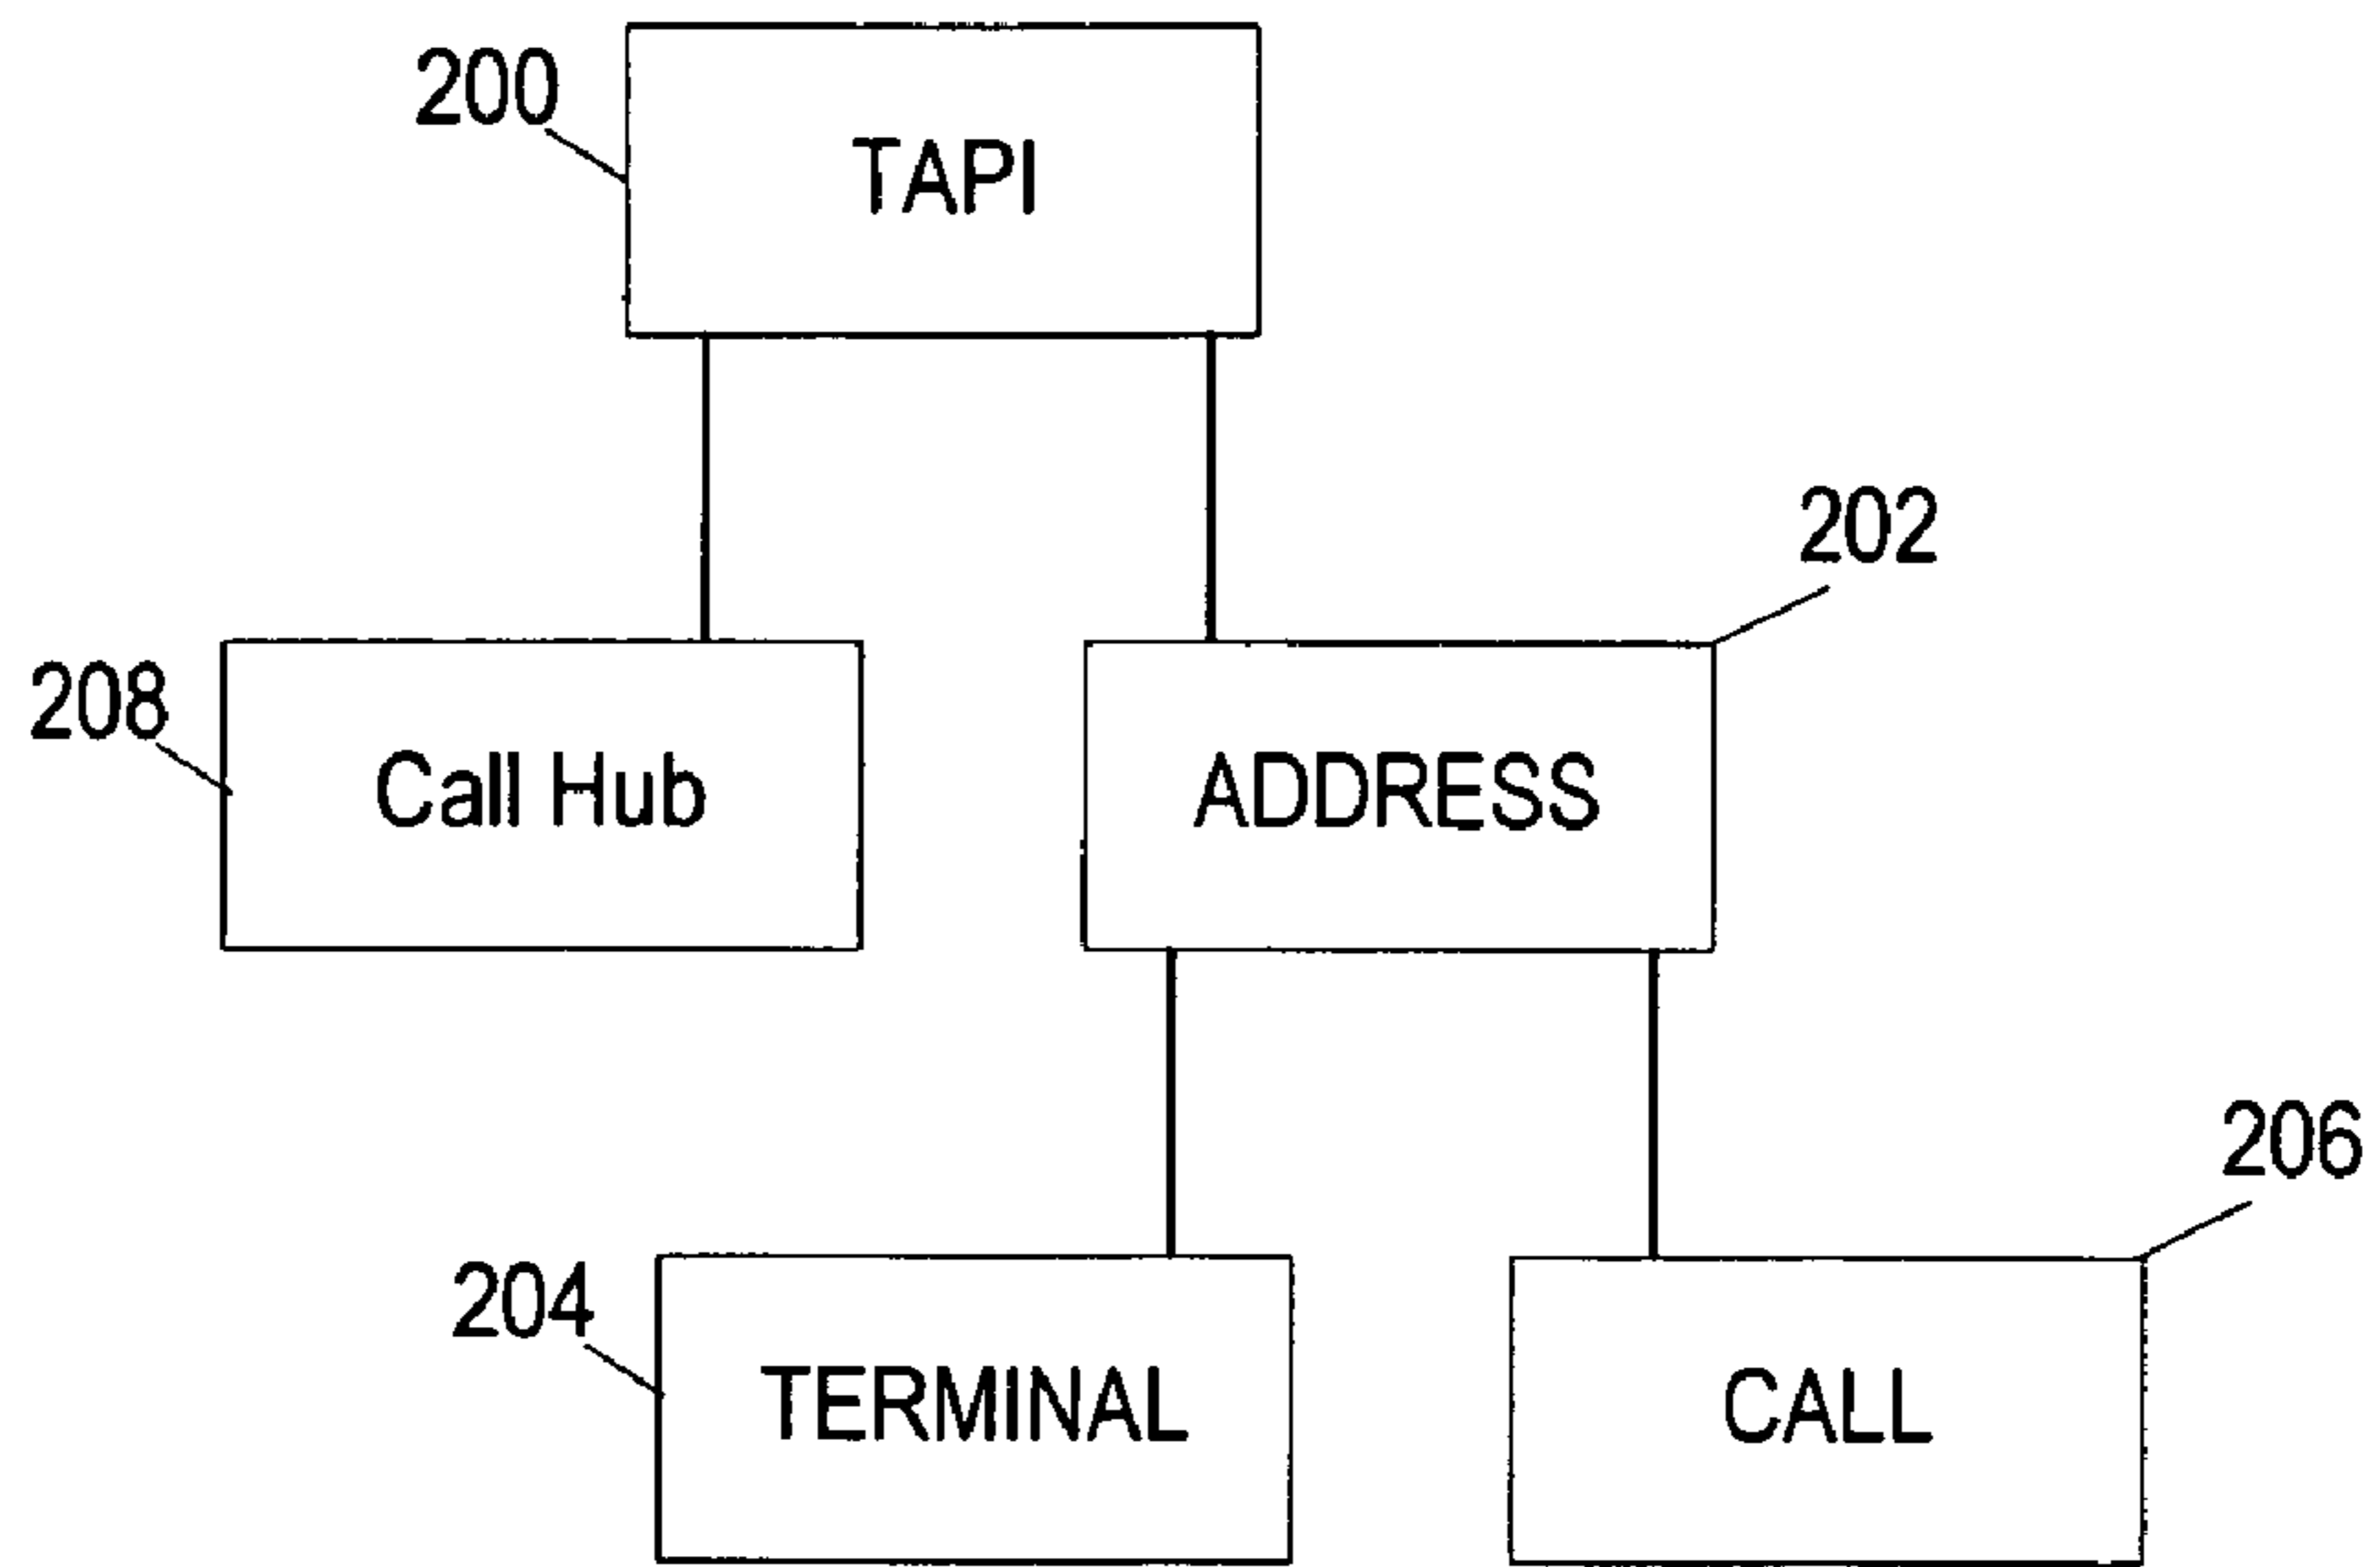 200
TAPI
202
208
Call Hub
ADDRESS
206
204
TERMINAL
CALL